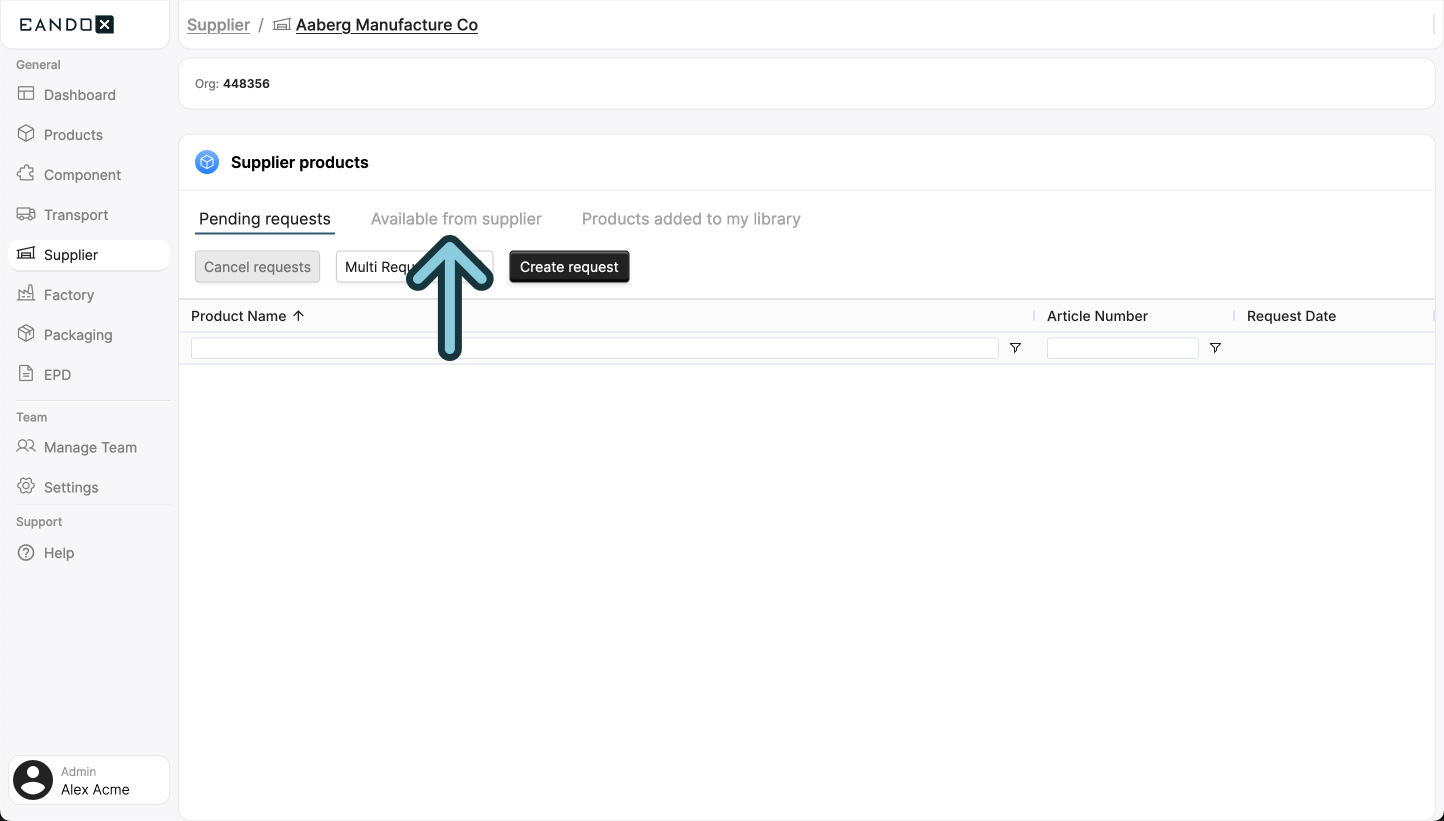 EANDOX
Supplier / Aaberg Manufacture Co
Org: 448356
General
Dashboard
Products
Component
Transport
Supplier
Factory
Packaging
EPD
Team
Manage Team
Settings
Support
Help
Admin
Alex Acme
Supplier products
Pending requests Available from supplier Products added to my library
Cancel requests Multi Create request
Product Name Article Number Request Date